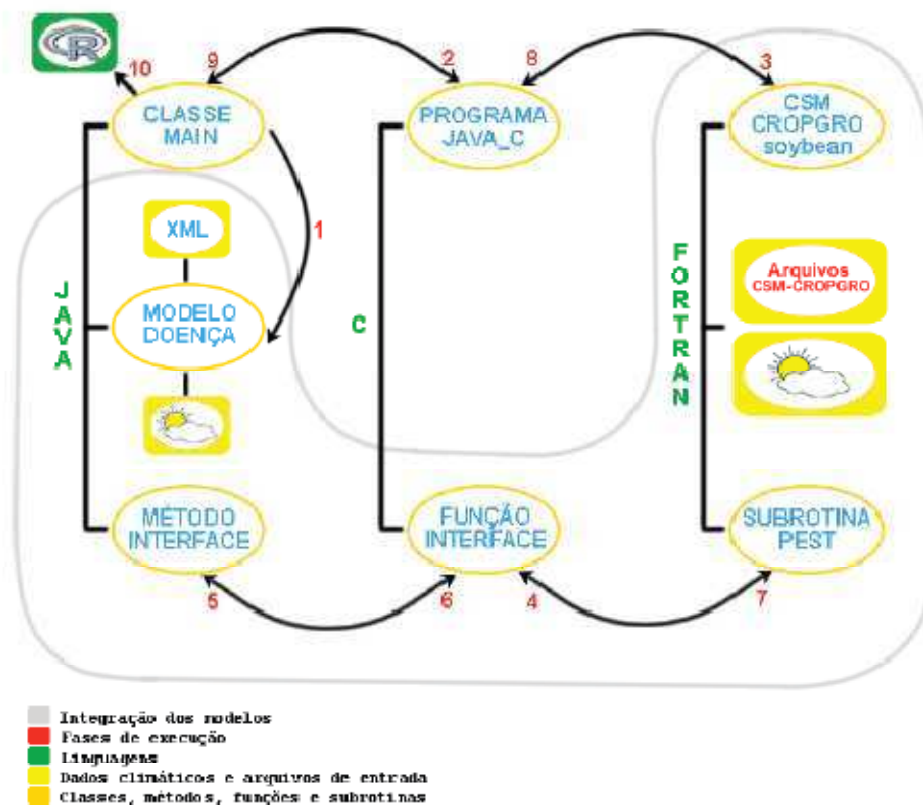 R
10
9
2
8
3
CLASSE
MAIN
PROGRAMA
JAVA_C
CSM
CROPGRO
soybean
XML
1
MODELO
DOENÇA
JAVA
C
FORTRAN
Arquivos
CSM-CROPGRO
MÉTODO
INTERFACE
FUNÇÃO
INTERFACE
SUBROTINA
PEST
5
6
4
7
Integração dos modelos
Fases de execução
Linguagens
Dados climáticos e arquivos de entrada
Classes, métodos, funções e subrotinas